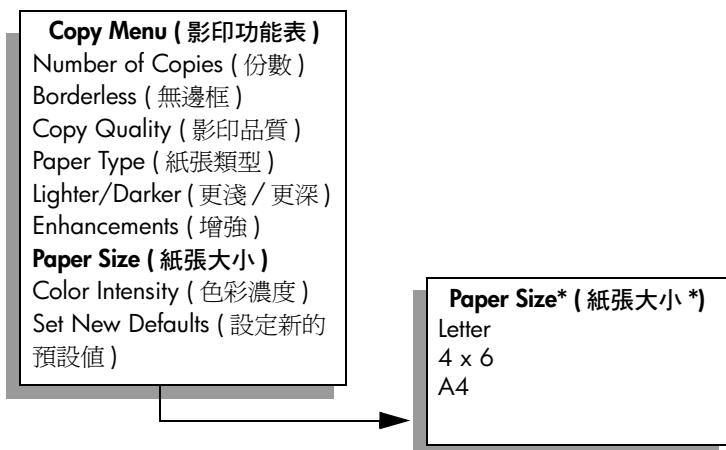 Copy Menu ( 影印功能表 )
Number of Copies ( 份數 )
Borderless ( 無邊框 )
Copy Quality ( 影印品質 )
Paper Type ( 紙張類型 )
Lighter/Darker ( 更淺 / 更深 )
Enhancements ( 增強 )
Paper Size ( 紙張大小 )
Color Intensity ( 色彩濃度 )
Set New Defaults ( 設定新的
預設值 )
Paper Size* ( 紙張大小 *)
Letter
4 x 6
A4